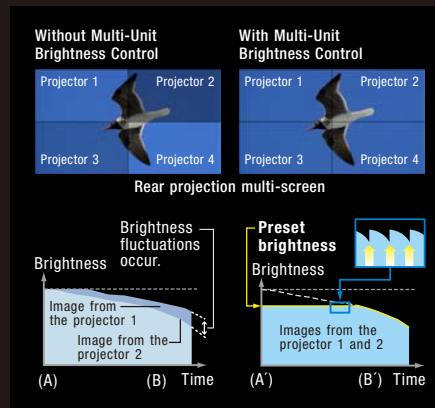 Without Multi-Unit
Brightness Control
With Multi-Unit
Brightness Control
Projector 1
Projector 2
Projector 3
Projector 4
Projector 1
Projector 2
Projector 3
Projector 4
Rear projection multi-screen
Brightness
fluctuations
occur.
Brightness
Image from
the projector 1
Image from the
projector 2
(A)
(B)
Time
Preset
brightness
Brightness
Images from the
projector 1 and 2
(A′)
(B′)
Time